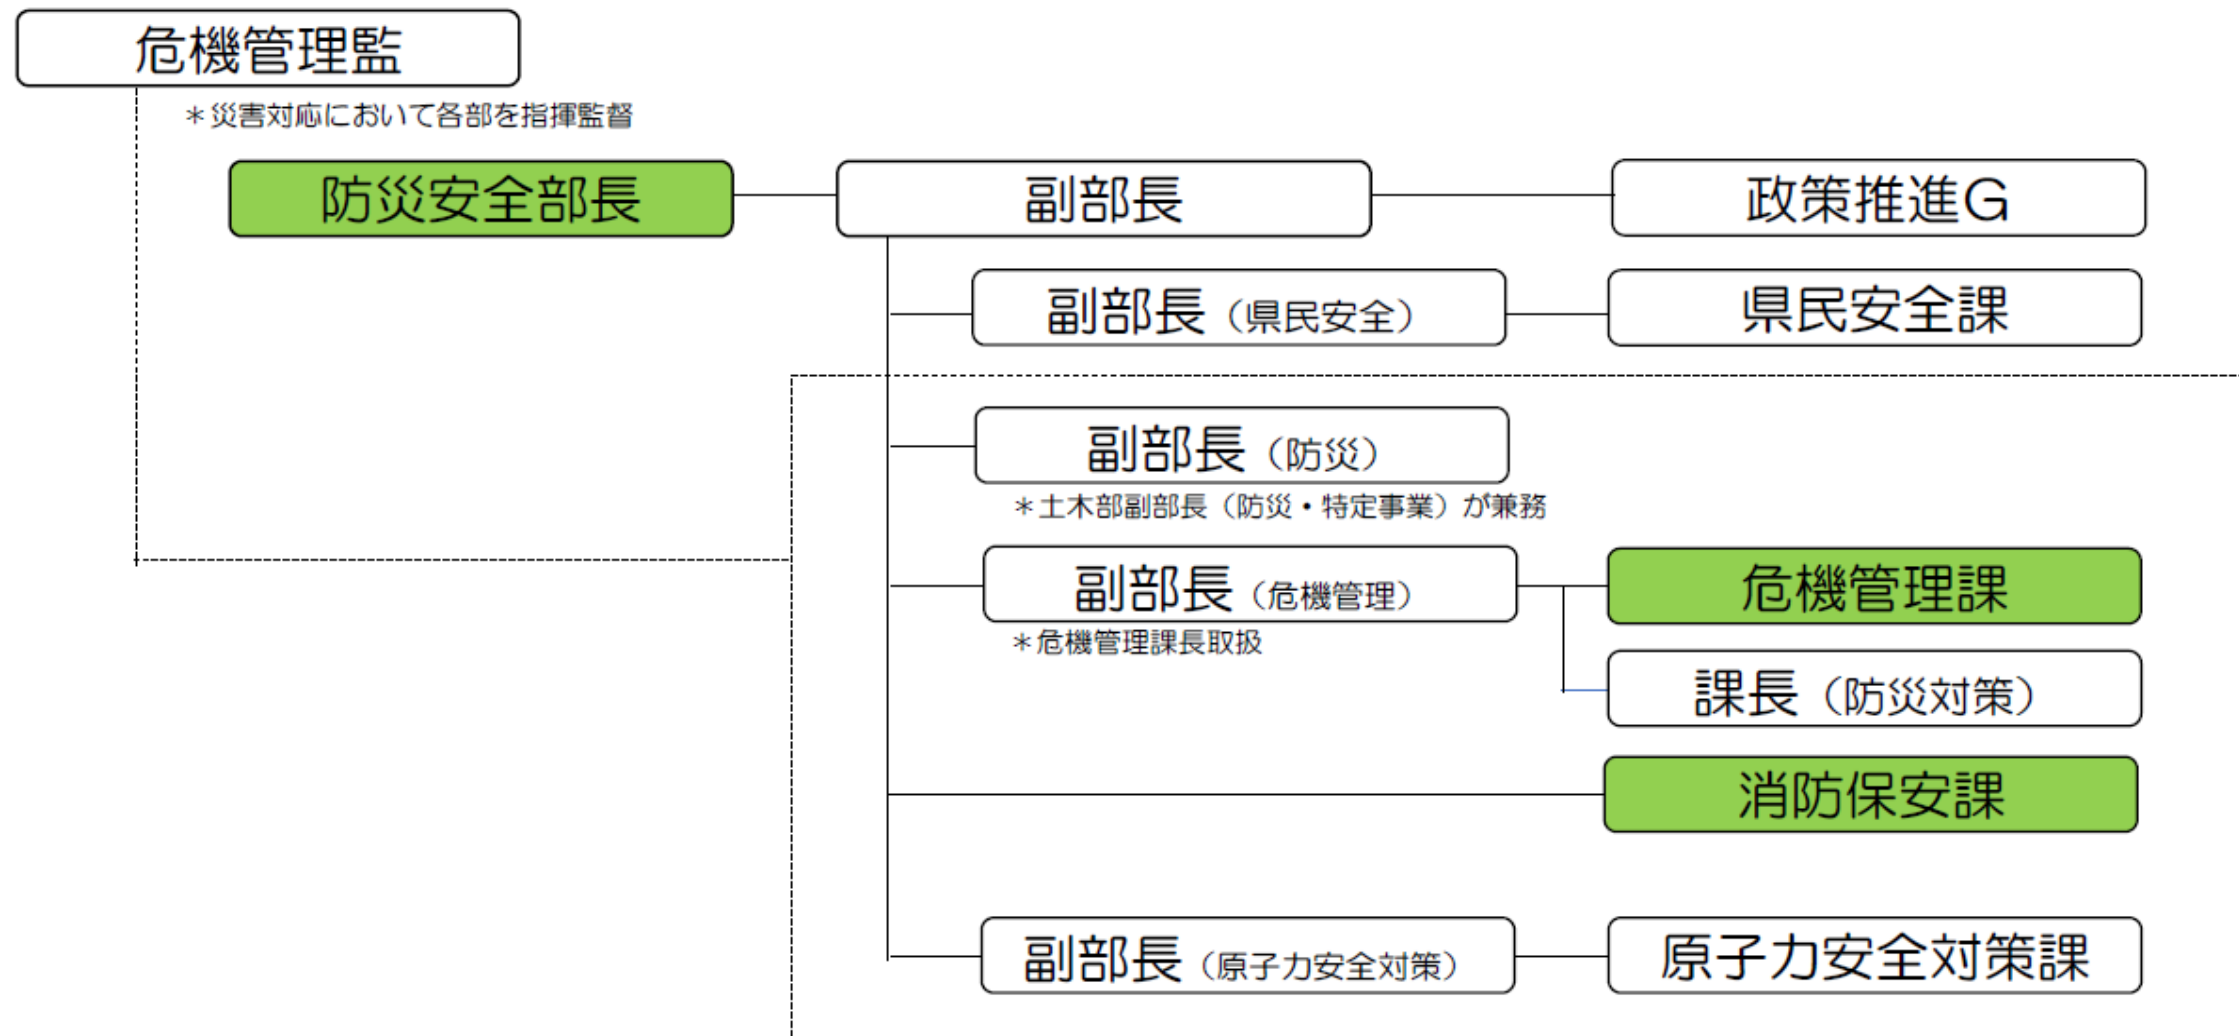 危機管理監
＊災害対応において各部を指揮監督
防災安全部長
副部長
政策推進G
副部長（県民安全）
県民安全課
副部長（防災）
＊土木部副部長（防災・特定事業）が兼務
副部長（危機管理）
危機管理課
＊危機管理課長取扱
課長（防災対策）
消防保安課
副部長（原子力安全対策）
原子力安全対策課